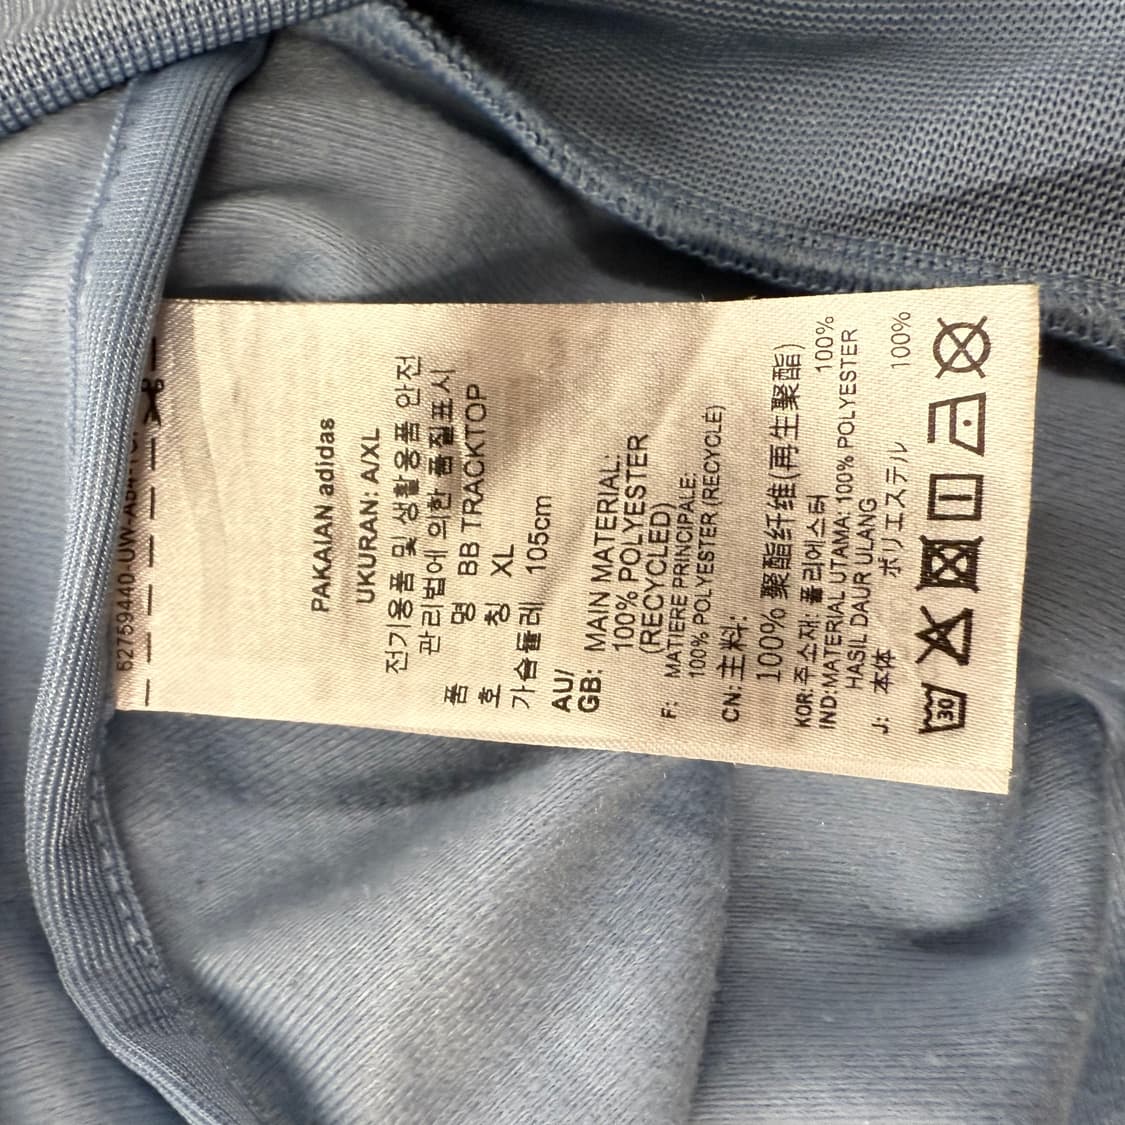 PAKAIAN adidas
UKURAN: A/XL
전기용품 및 생활용품 안전
관리법에 의한 품질표시
품 명 BB TRACKTOP
호 칭 XL
가슴둘레 105cm
AU/
GB: MAIN MATERIAL:
100% POLYESTER
(RECYCLED)
F: MATIERE PRINCIPALE:
100% POLYESTER (RECYCLÉ)
CN: 主料:
100% 聚酯纤维(再生聚酯)
KOR: 주소재: 폴리에스터 100%
IND:MATERIAL UTAMA:100% POLYESTER
HASIL DAUR ULANG
J: 本体 ポリエステル 100%
30